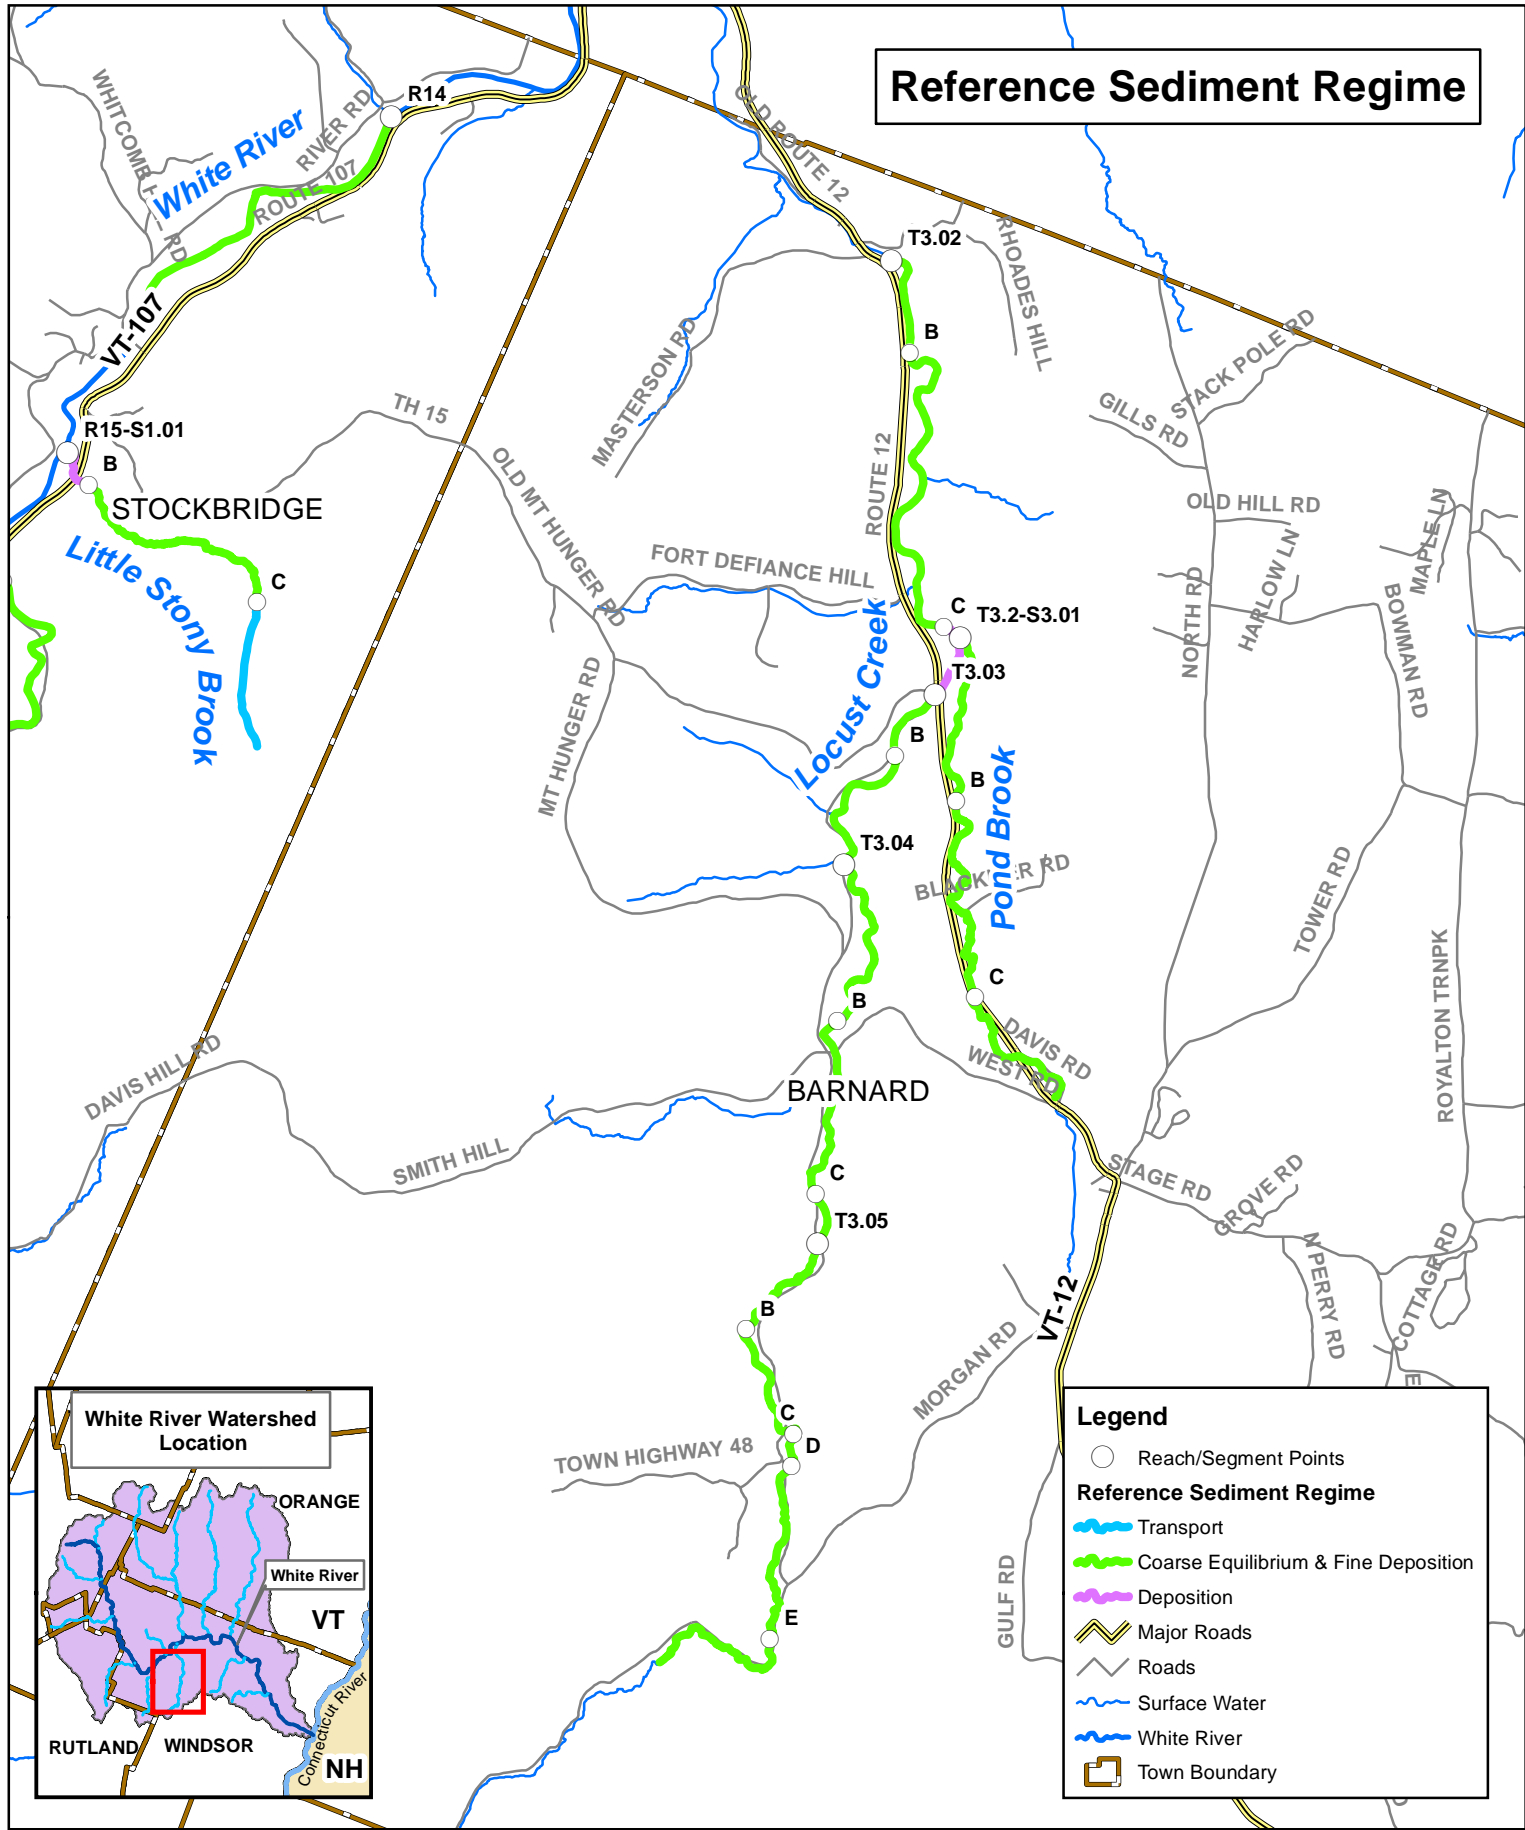 Reference Sediment Regime
R14
WHITCOMB H
RD
RIVER RD
White River
ROUTE 107
OLD ROUTE 12
T3.02
RHOADES HILL
B
VT-107
MASTERSON RD
STACK POLE RD
GILLS RD
TH 15
R15-S1.01
B
STOCKBRIDGE
OLD MT HUNGER RD
ROUTE 12
OLD HILL RD
MAPLE LN
HARLOW LN
Little Stony Brook
C
FORT DEFIANCE HILL
NORTH RD
BOWMAN RD
C
T3.2-S3.01
T3.03
Locust Creek
MT HUNGER RD
B
B
Pond Brook
T3.04
TOWER RD
ROYALTON TRNPK
C
B
DAVIS RD
WEST RD
DAVIS HILL RD
BARNARD
SMITH HILL
C
STAGE RD
GROVE RD
T3.05
N PERRY RD
COTTAGE RD
B
VT-12
MORGAN RD
E
C
D
TOWN HIGHWAY 48
GULF RD
E
White River Watershed
Location
ORANGE
White River
VT
RUTLAND
WINDSOR
Connecticut River
NH
Legend
Reach/Segment Points
Reference Sediment Regime
Transport
Coarse Equilibrium & Fine Deposition
Deposition
Major Roads
Roads
Surface Water
White River
Town Boundary